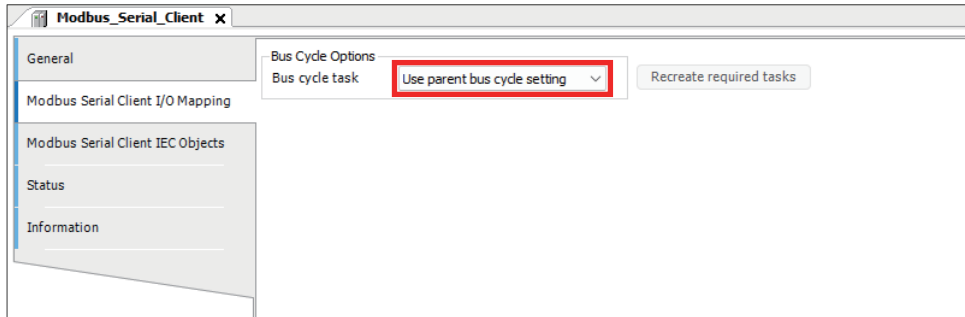 Modbus_Serial_Client X
General
Modbus Serial Client I/O Mapping
Modbus Serial Client IEC Objects
Status
Information
Bus Cycle Options
Bus cycle task Use parent bus cycle setting Recreate required tasks